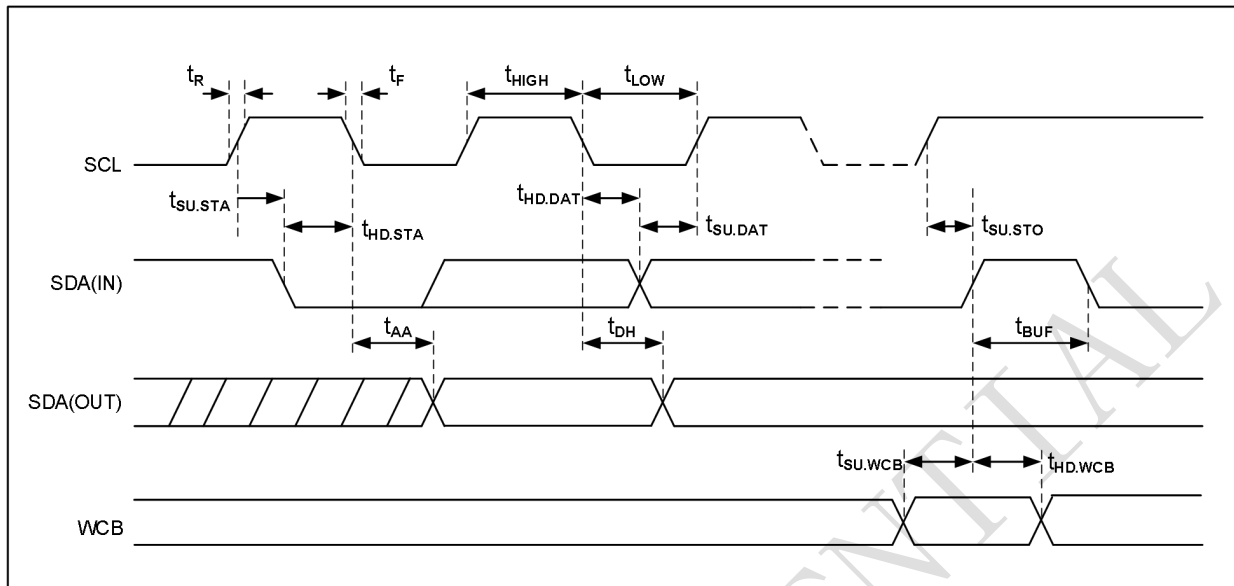 tR
tF
tHIGH
tLOW
SCL
tSU.STA
tHD.STA
tHD.DAT
tSU.DAT
tSU.STO
SDA(IN)
tAA
tDH
tBUF
SDA(OUT)
tSU.WCB
tHD.WCB
WCB
NTIAL